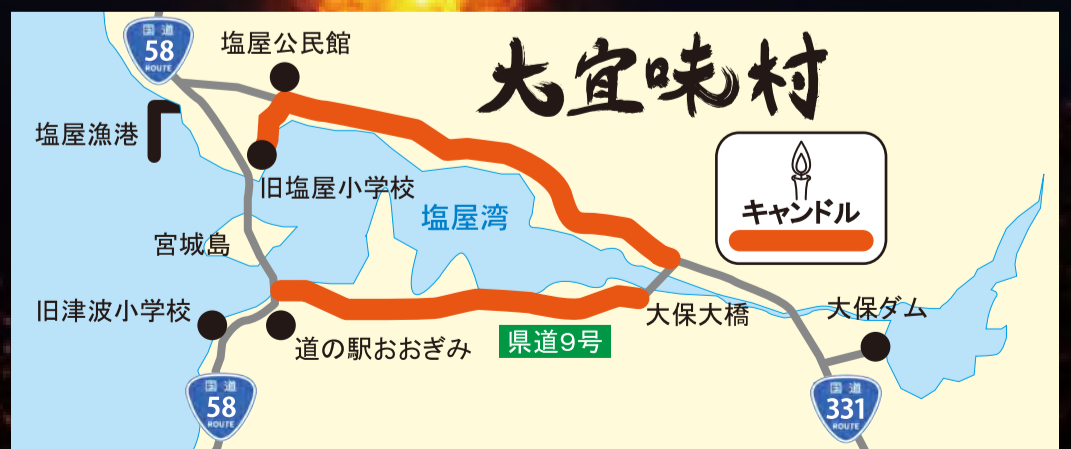 国道
58
ROUTE
塩屋公民館
大宜味村
塩屋漁港
キャンドル
旧塩屋小学校
塩屋湾
宮城島
旧津波小学校
大保大橋
大保ダム
道の駅おおぎみ
県道9号
国道
58
ROUTE
国道
331
ROUTE